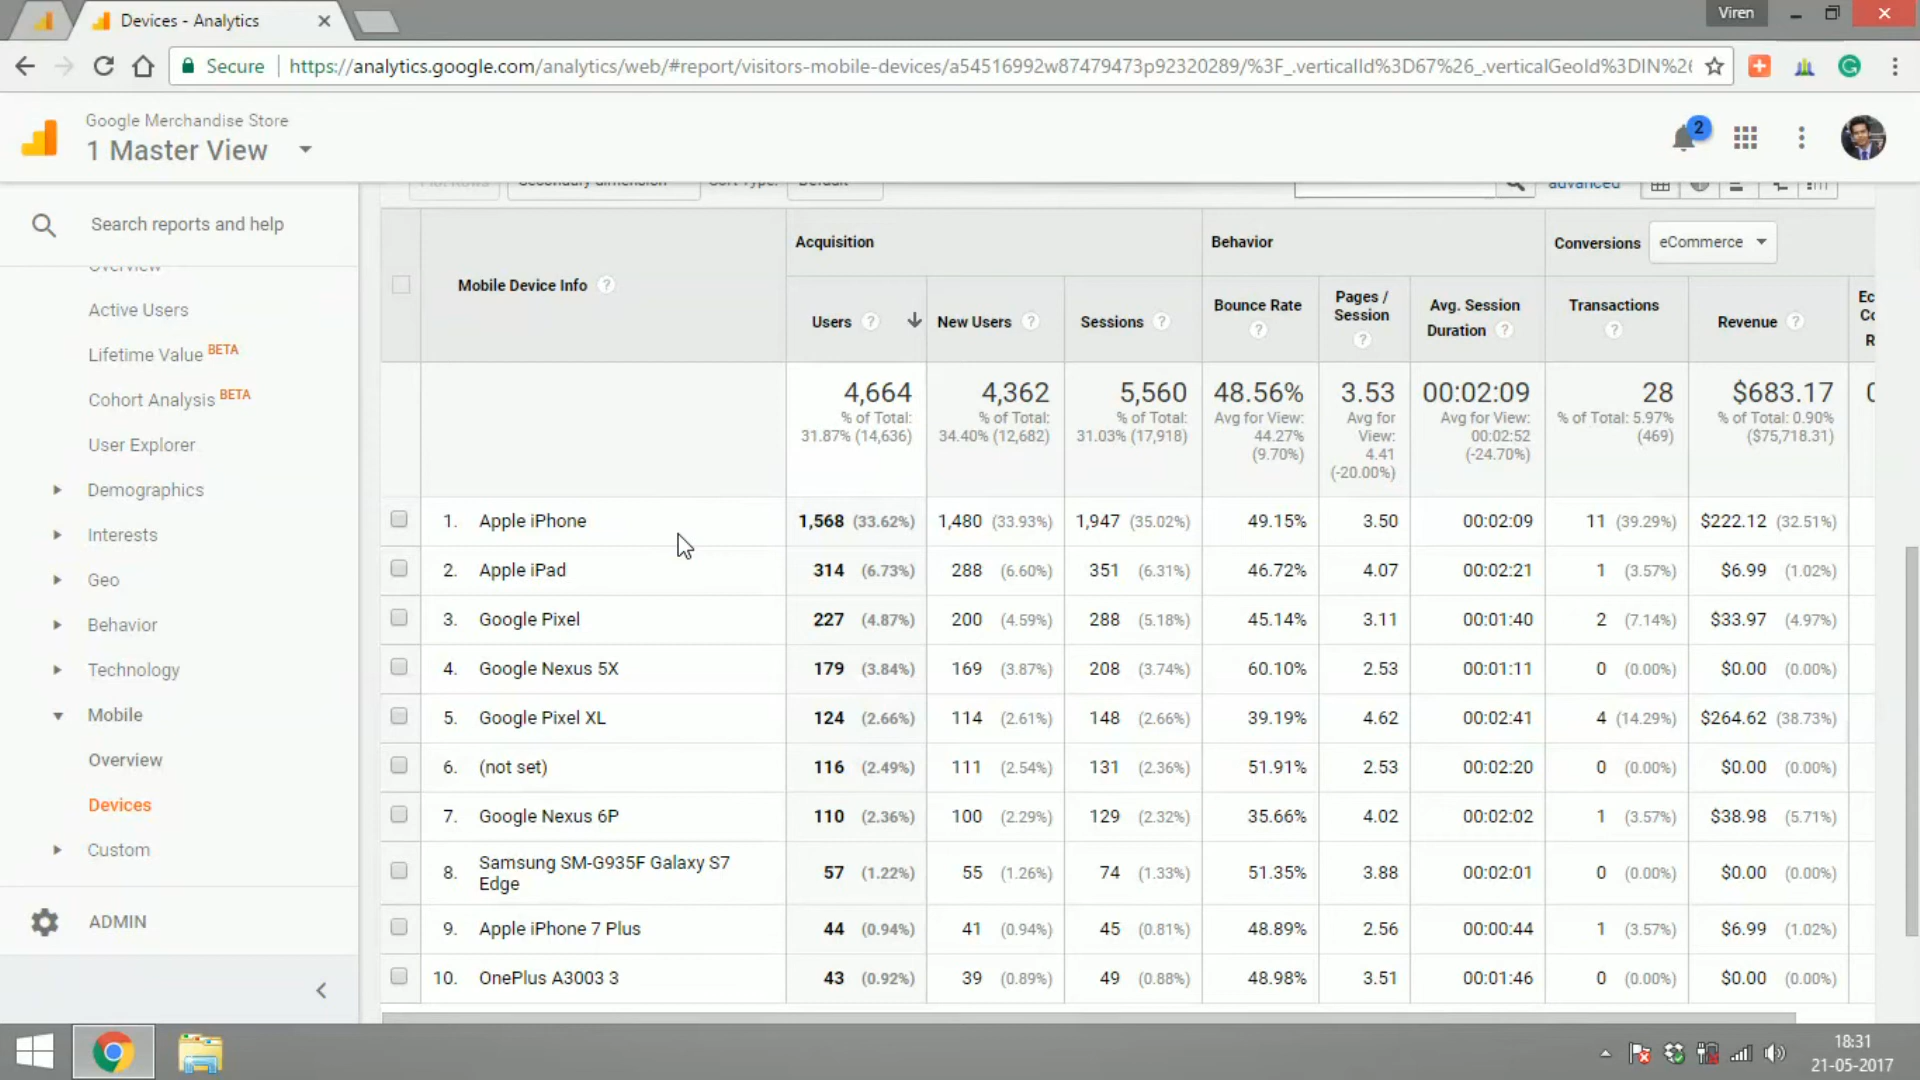 Devices - Analytics
Viren
Secure
https://analytics.google.com/analytics/web/#report/visitors-mobile-devices/a54516992w87479473p92320289/%3F_.verticalId%3D67%26_.verticalGeoId%3DIN%26
Google Merchandise Store
1 Master View
2
Secondary dimension
Sort Type:
Default
advanced
Search reports and help
Overview
Active Users
Lifetime Value BETA
Cohort Analysis BETA
User Explorer
Demographics
Interests
Geo
Behavior
Technology
Mobile
Overview
Devices
Custom
ADMIN
Mobile Device Info ?
Acquisition
Behavior
Conversions eCommerce
Users ?
New Users ?
Sessions ?
Bounce Rate ?
Pages / Session ?
Avg. Session Duration ?
Transactions ?
Revenue ?
4,664 4,362 5,560 48.56% 3.53 00:02:09 28 $683.17
% of Total: 31.87% (14,636)
% of Total: 34.40% (12,682)
% of Total: 31.03% (17,918)
Avg for View: 44.27% (9.70%)
Avg for View: 4.41 (-20.00%)
Avg for View: 00:02:52 (-24.70%)
% of Total: 5.97% (469)
% of Total: 0.90% ($75,718.31)
1. Apple iPhone 1,568 (33.62%) 1,480 (33.93%) 1,947 (35.02%) 49.15% 3.50 00:02:09 11 (39.29%) $222.12 (32.51%)
2. Apple iPad 314 (6.73%) 288 (6.60%) 351 (6.31%) 46.72% 4.07 00:02:21 1 (3.57%) $6.99 (1.02%)
3. Google Pixel 227 (4.87%) 200 (4.59%) 288 (5.18%) 45.14% 3.11 00:01:40 2 (7.14%) $33.97 (4.97%)
4. Google Nexus 5X 179 (3.84%) 169 (3.87%) 208 (3.74%) 60.10% 2.53 00:01:11 0 (0.00%) $0.00 (0.00%)
5. Google Pixel XL 124 (2.66%) 114 (2.61%) 148 (2.66%) 39.19% 4.62 00:02:41 4 (14.29%) $264.62 (38.73%)
6. (not set) 116 (2.49%) 111 (2.54%) 131 (2.36%) 51.91% 2.53 00:02:20 0 (0.00%) $0.00 (0.00%)
7. Google Nexus 6P 110 (2.36%) 100 (2.29%) 129 (2.32%) 35.66% 4.02 00:02:02 1 (3.57%) $38.98 (5.71%)
8. Samsung SM-G935F Galaxy S7 Edge 57 (1.22%) 55 (1.26%) 74 (1.33%) 51.35% 3.88 00:02:01 0 (0.00%) $0.00 (0.00%)
9. Apple iPhone 7 Plus 44 (0.94%) 41 (0.94%) 45 (0.81%) 48.89% 2.56 00:00:44 1 (3.57%) $6.99 (1.02%)
10. OnePlus A3003 3 43 (0.92%) 39 (0.89%) 49 (0.88%) 48.98% 3.51 00:01:46 0 (0.00%) $0.00 (0.00%)
18:31
21-05-2017